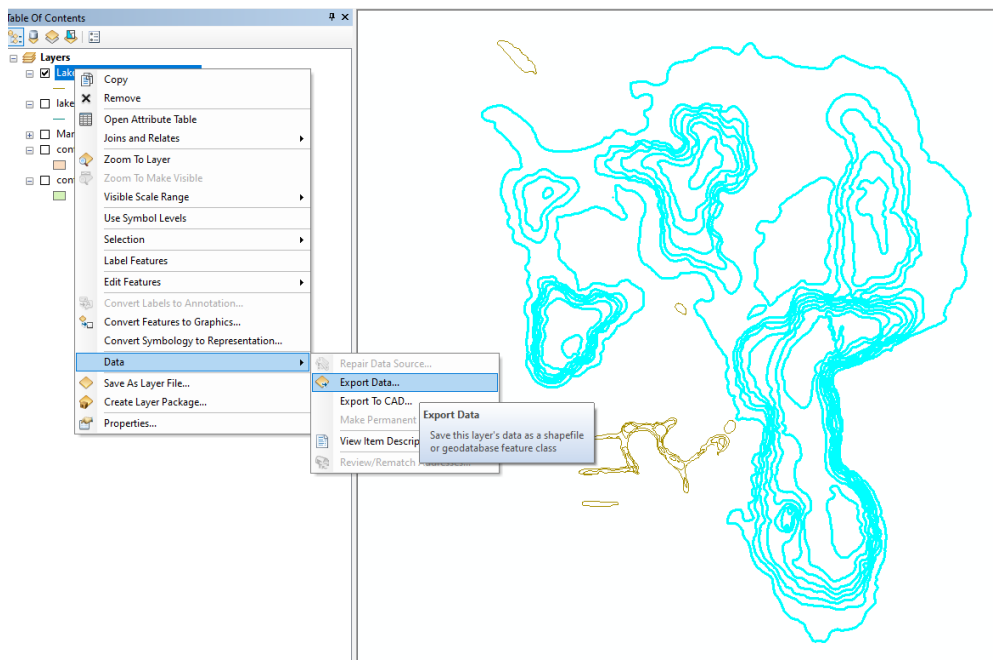 Table Of Contents
Layers
Lake
lake
Mar
con
con
Copy
Remove
Open Attribute Table
Joins and Relates
Zoom To Layer
Zoom To Make Visible
Visible Scale Range
Use Symbol Levels
Selection
Label Features
Edit Features
Convert Labels to Annotation...
Convert Features to Graphics...
Convert Symbology to Representation...
Data
Save As Layer File...
Create Layer Package...
Properties...
Repair Data Source...
Export Data...
Export To CAD...
Make Permanent
View Item Descrip
Review/Rematch Addresses...
Export Data
Save this layer's data as a shapefile
or geodatabase feature class